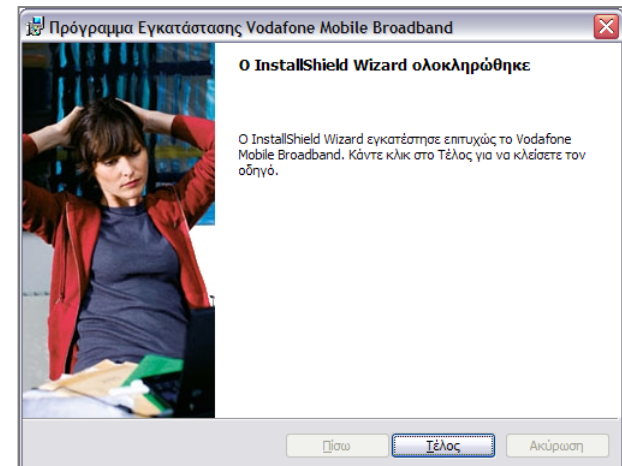 Πρόγραμμα Εγκατάστασης Vodafone Mobile Broadband
Ο InstallShield Wizard ολοκληρώθηκε
Ο InstallShield Wizard εγκατέστησε επιτυχώς το Vodafone
Mobile Broadband. Κάντε κλικ στο Τέλος για να κλείσετε τον
οδηγό.
Πίσω
Τέλος
Ακύρωση